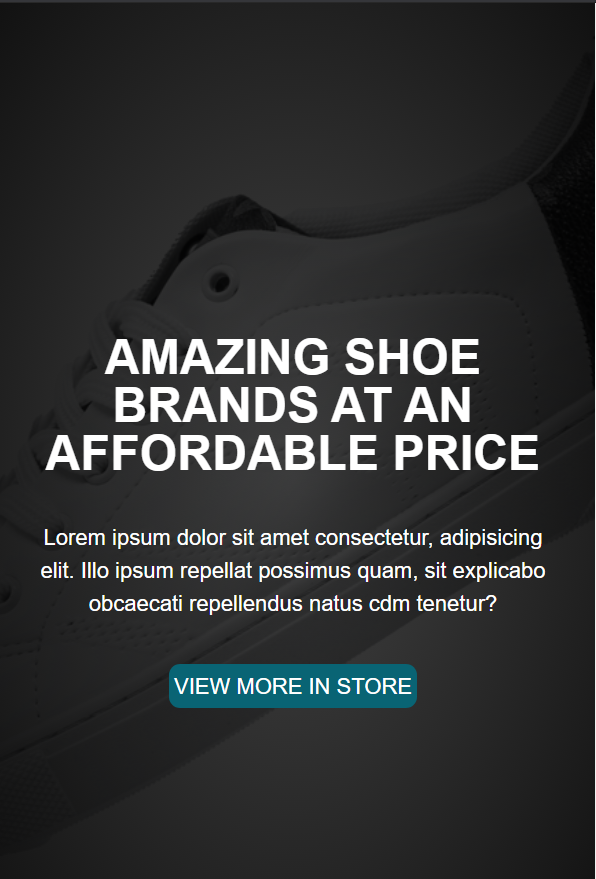 AMAZING SHOE
BRANDS AT AN
AFFORDABLE PRICE
Lorem ipsum dolor sit amet consectetur, adipisicing
elit. Illo ipsum repellat possimus quam, sit explicabo
obcaecati repellendus natus cdm tenetur?
VIEW MORE IN STORE